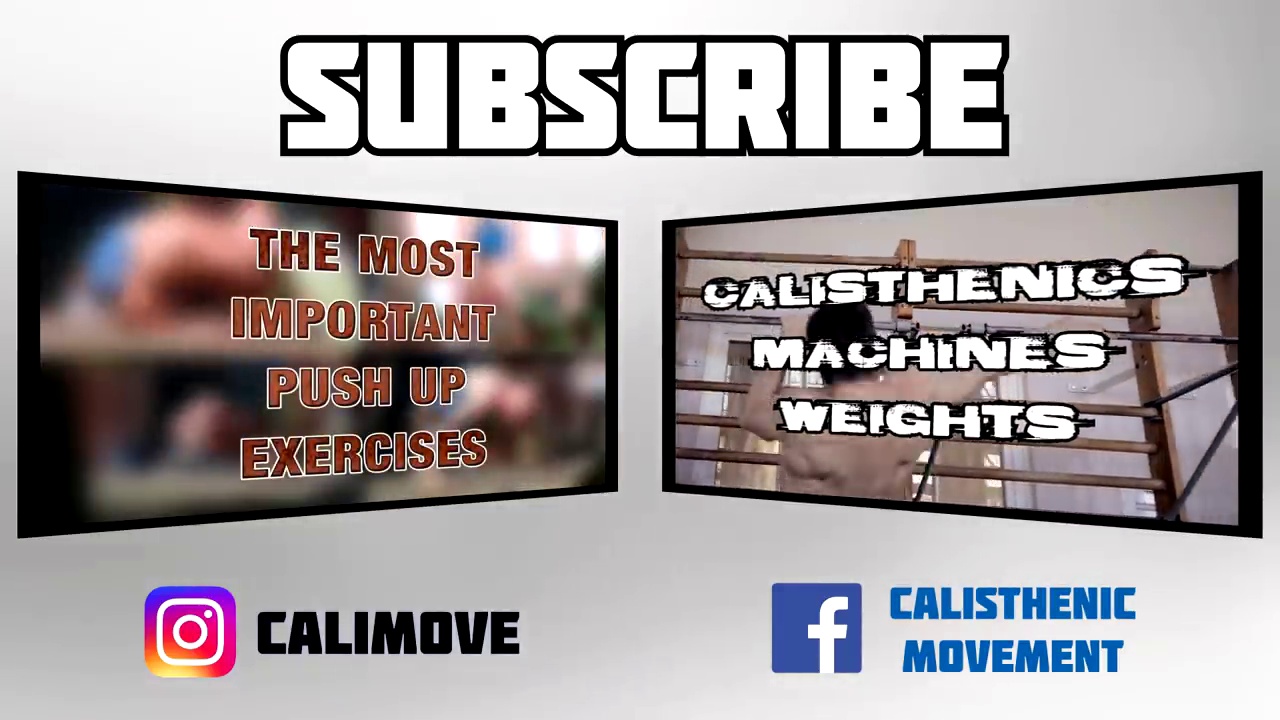 SUBSCRIBE
THE MOST
IMPORTANT
PUSH UP
EXERCISES
CALISTHENICS
MACHINES
WEIGHTS
CALIMOVE
f CALISTHENIC
MOVEMENT